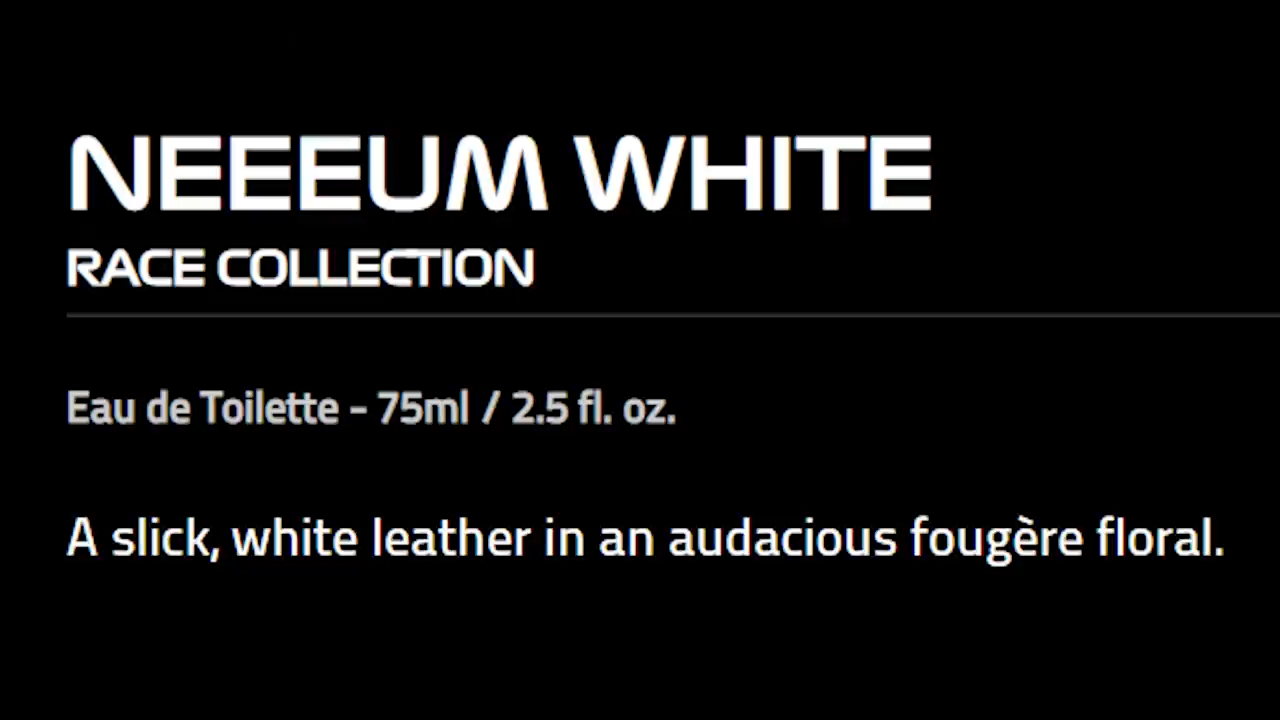 NEEEUM WHITE
RACE COLLECTION
Eau de Toilette - 75ml / 2.5 fl. oz.
A slick, white leather in an audacious fougère floral.